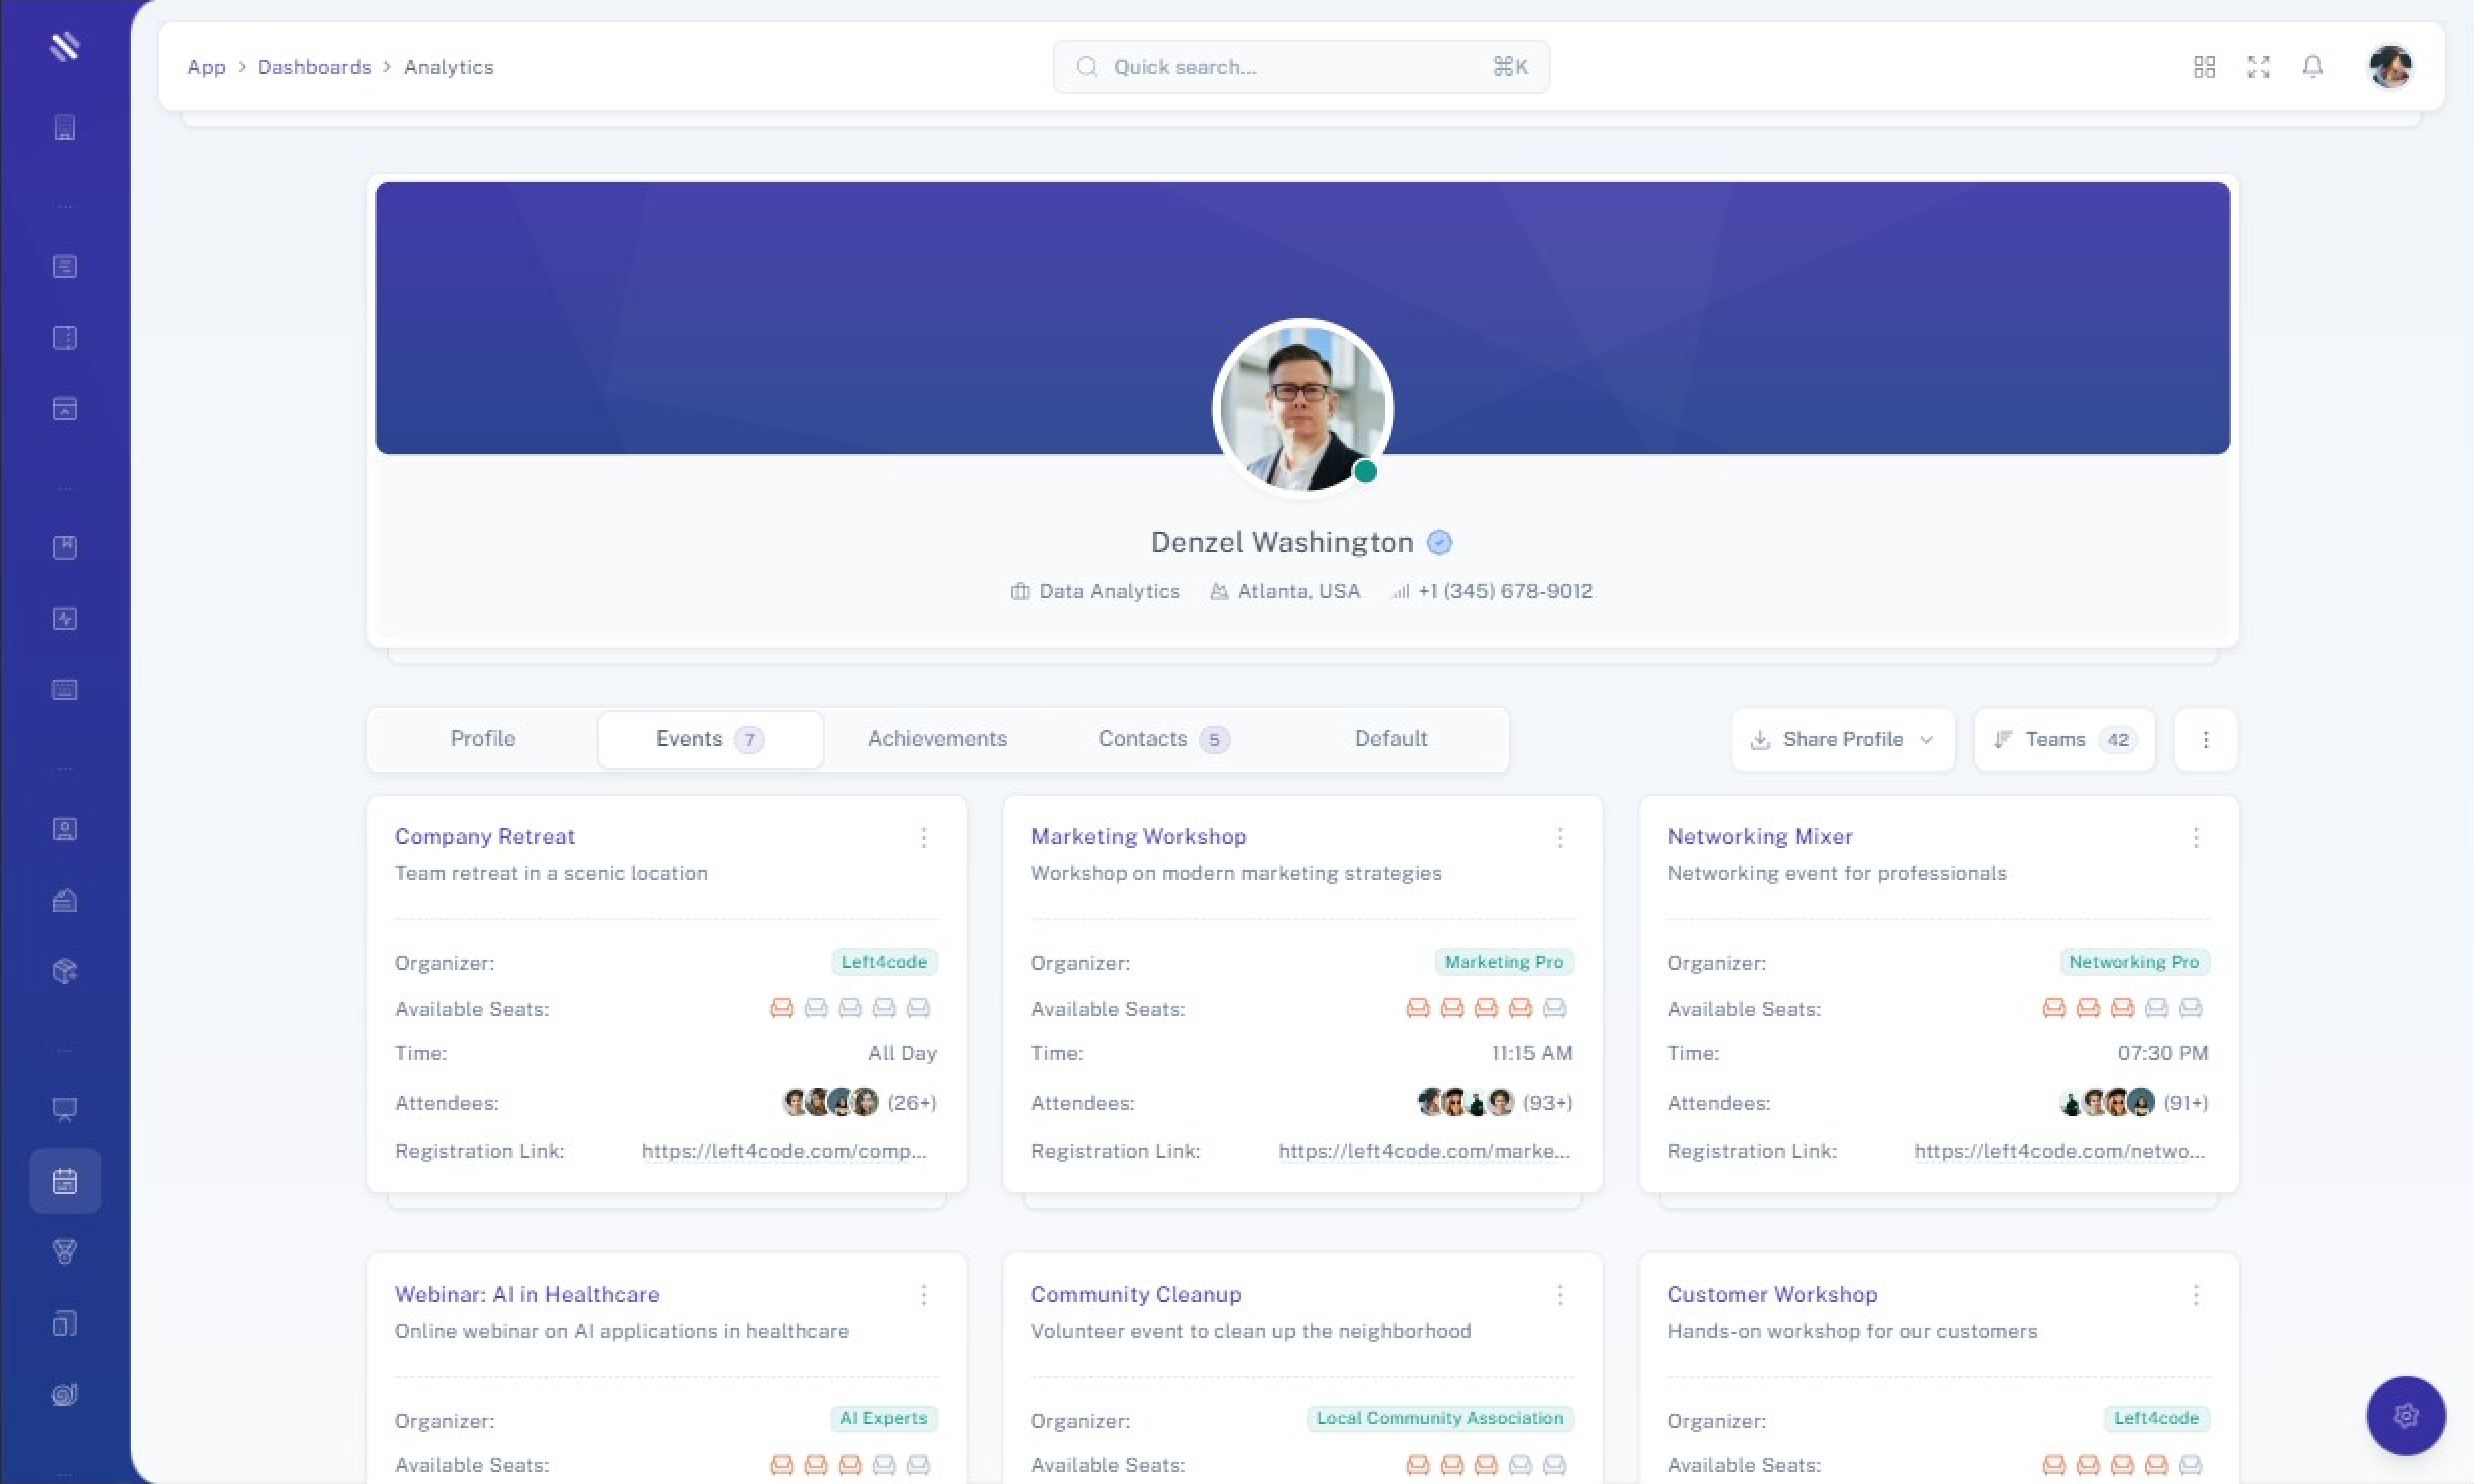 App > Dashboards > Analytics
Quick search... ⌘K
Denzel Washington
Data Analytics Atlanta, USA +1 (345) 678-9012
Profile Events 7 Achievements Contacts 5 Default Share Profile Teams 42
Company Retreat
Team retreat in a scenic location
Organizer: Left4code
Available Seats:
Time: All Day
Attendees: (26+)
Registration Link: https://left4code.com/comp...
Marketing Workshop
Workshop on modern marketing strategies
Organizer: Marketing Pro
Available Seats:
Time: 11:15 AM
Attendees: (93+)
Registration Link: https://left4code.com/marke...
Networking Mixer
Networking event for professionals
Organizer: Networking Pro
Available Seats:
Time: 07:30 PM
Attendees: (91+)
Registration Link: https://left4code.com/netwo...
Webinar: AI in Healthcare
Online webinar on AI applications in healthcare
Organizer: AI Experts
Available Seats:
Community Cleanup
Volunteer event to clean up the neighborhood
Organizer: Local Community Association
Available Seats:
Customer Workshop
Hands-on workshop for our customers
Organizer: Left4code
Available Seats: